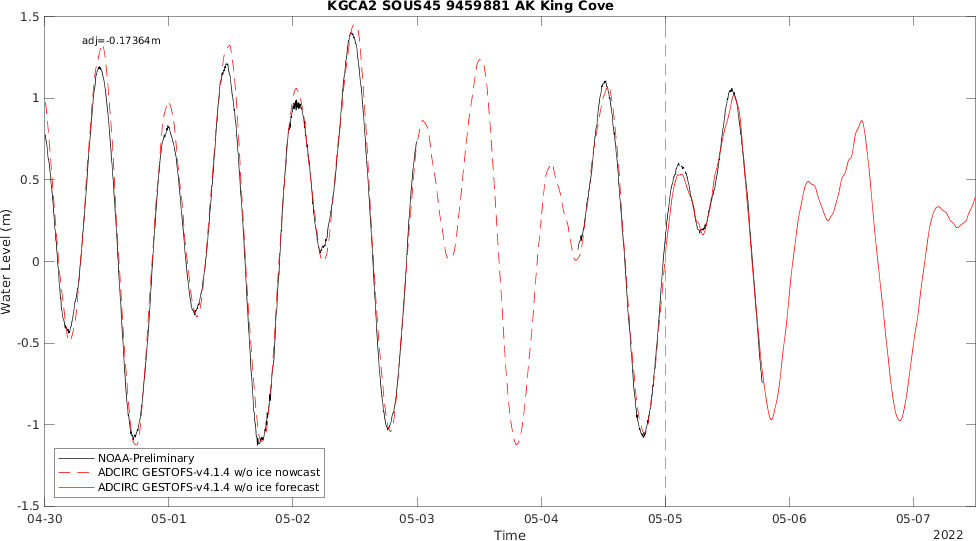 KGCA2 SOUS45 9459881 AK King Cove
adj=-0.17364m
1.5
1
0.5
0
-0.5
-1
-1.5
Water Level (m)
NOAA-Preliminary
ADCIRC GESTOFS-v4.1.4 w/o ice nowcast
ADCIRC GESTOFS-v4.1.4 w/o ice forecast
04-30 05-01 05-02 05-03 05-04 05-05 05-06 05-07
Time
2022